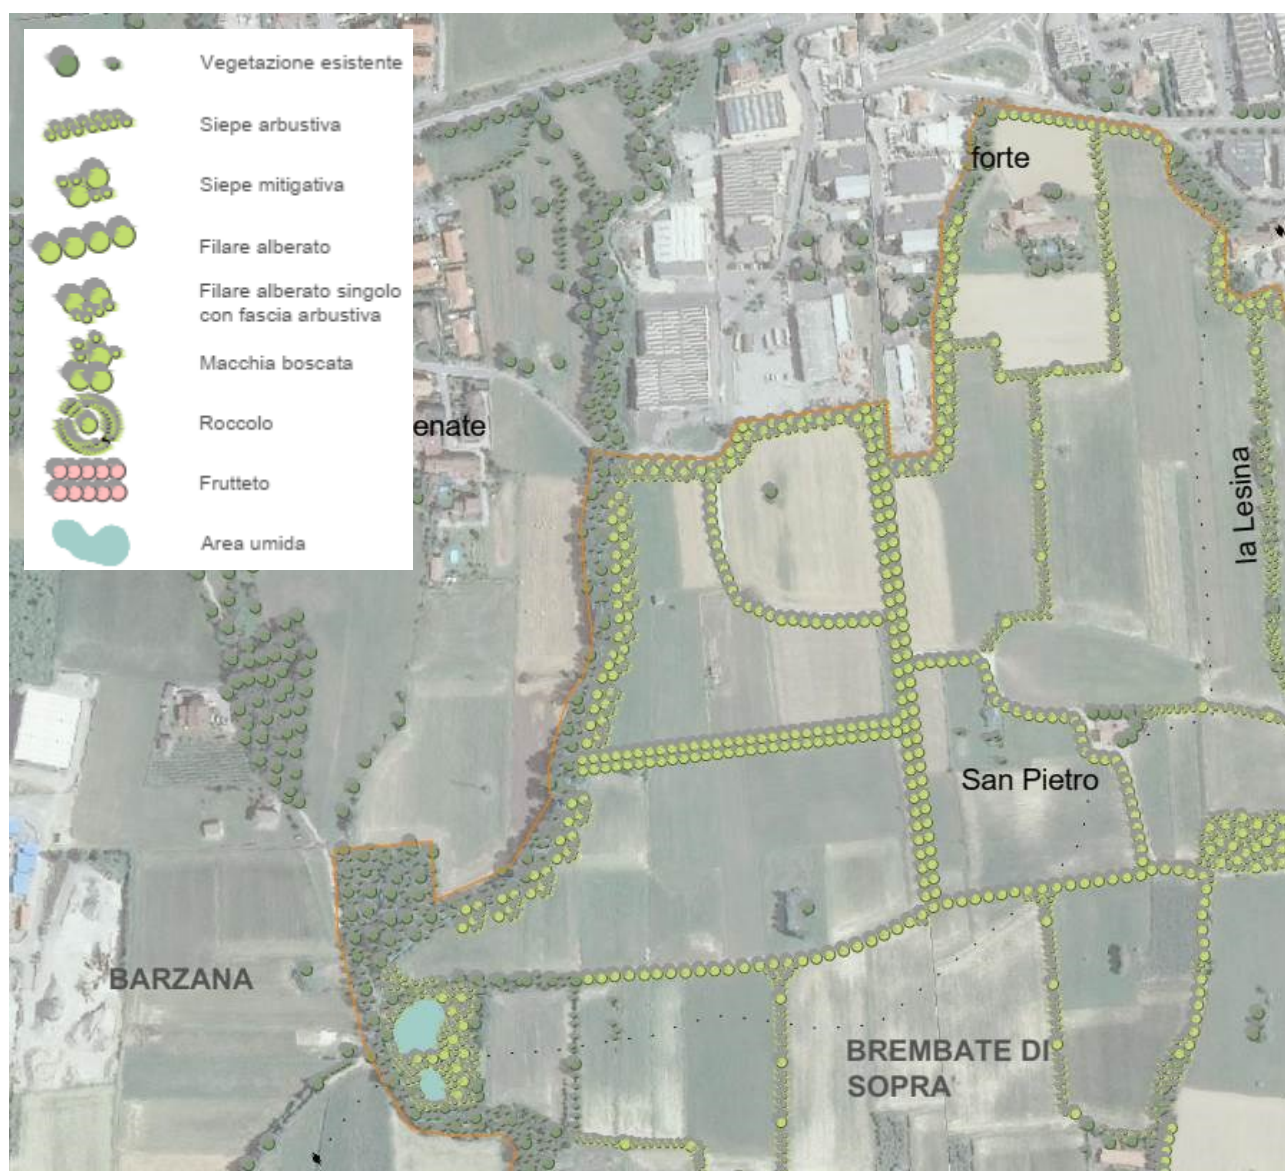 Vegetazione esistente
Siepe arbustiva
Siepe mitigativa
Filare alberato
Filare alberato singolo
con fascia arbustiva
Macchia boscata
Roccolo
Frutteto
Area umida
forte
enate
la Lesina
San Pietro
BARZANA
BREMBATE DI
SOPRA